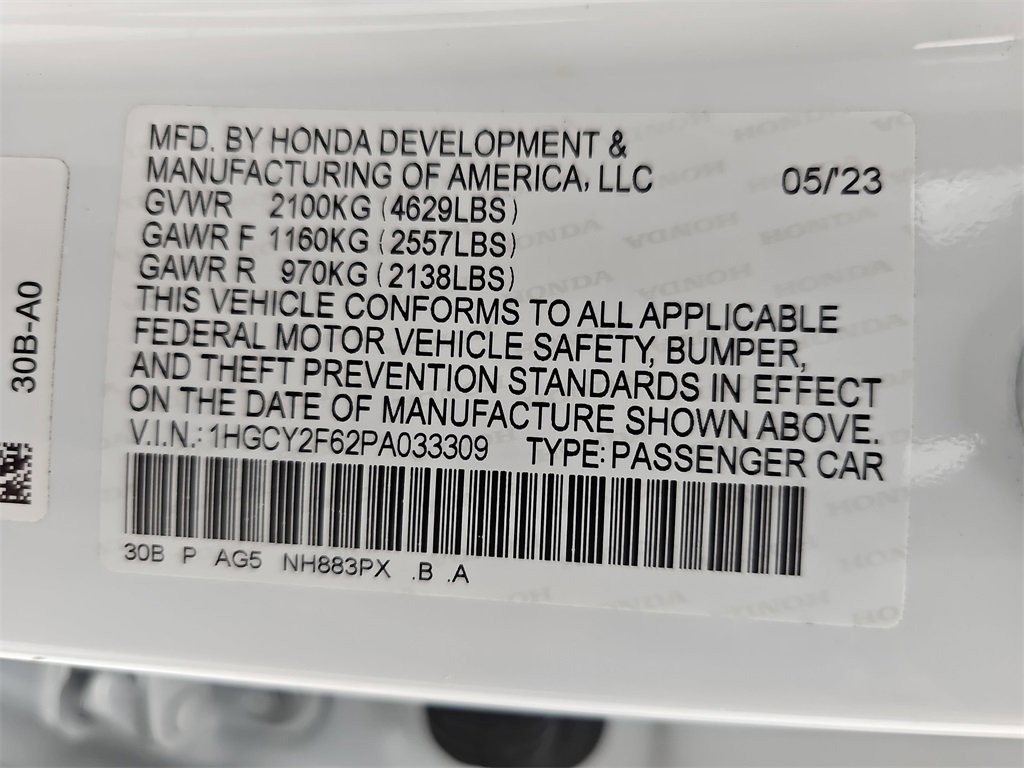 MFD. BY HONDA DEVELOPMENT &
MANUFACTURING OF AMERICA, LLC 05/'23
GVWR 2100KG (4629LBS)
GAWR F 1160KG (2557LBS)
GAWR R 970KG (2138LBS)
THIS VEHICLE CONFORMS TO ALL APPLICABLE
FEDERAL MOTOR VEHICLE SAFETY, BUMPER,
AND THEFT PREVENTION STANDARDS IN EFFECT
ON THE DATE OF MANUFACTURE SHOWN ABOVE.
V.I.N.: 1HGCY2F62PA033309 TYPE: PASSENGER CAR
30B P AG5 NH883PX .B .A
30B-A0